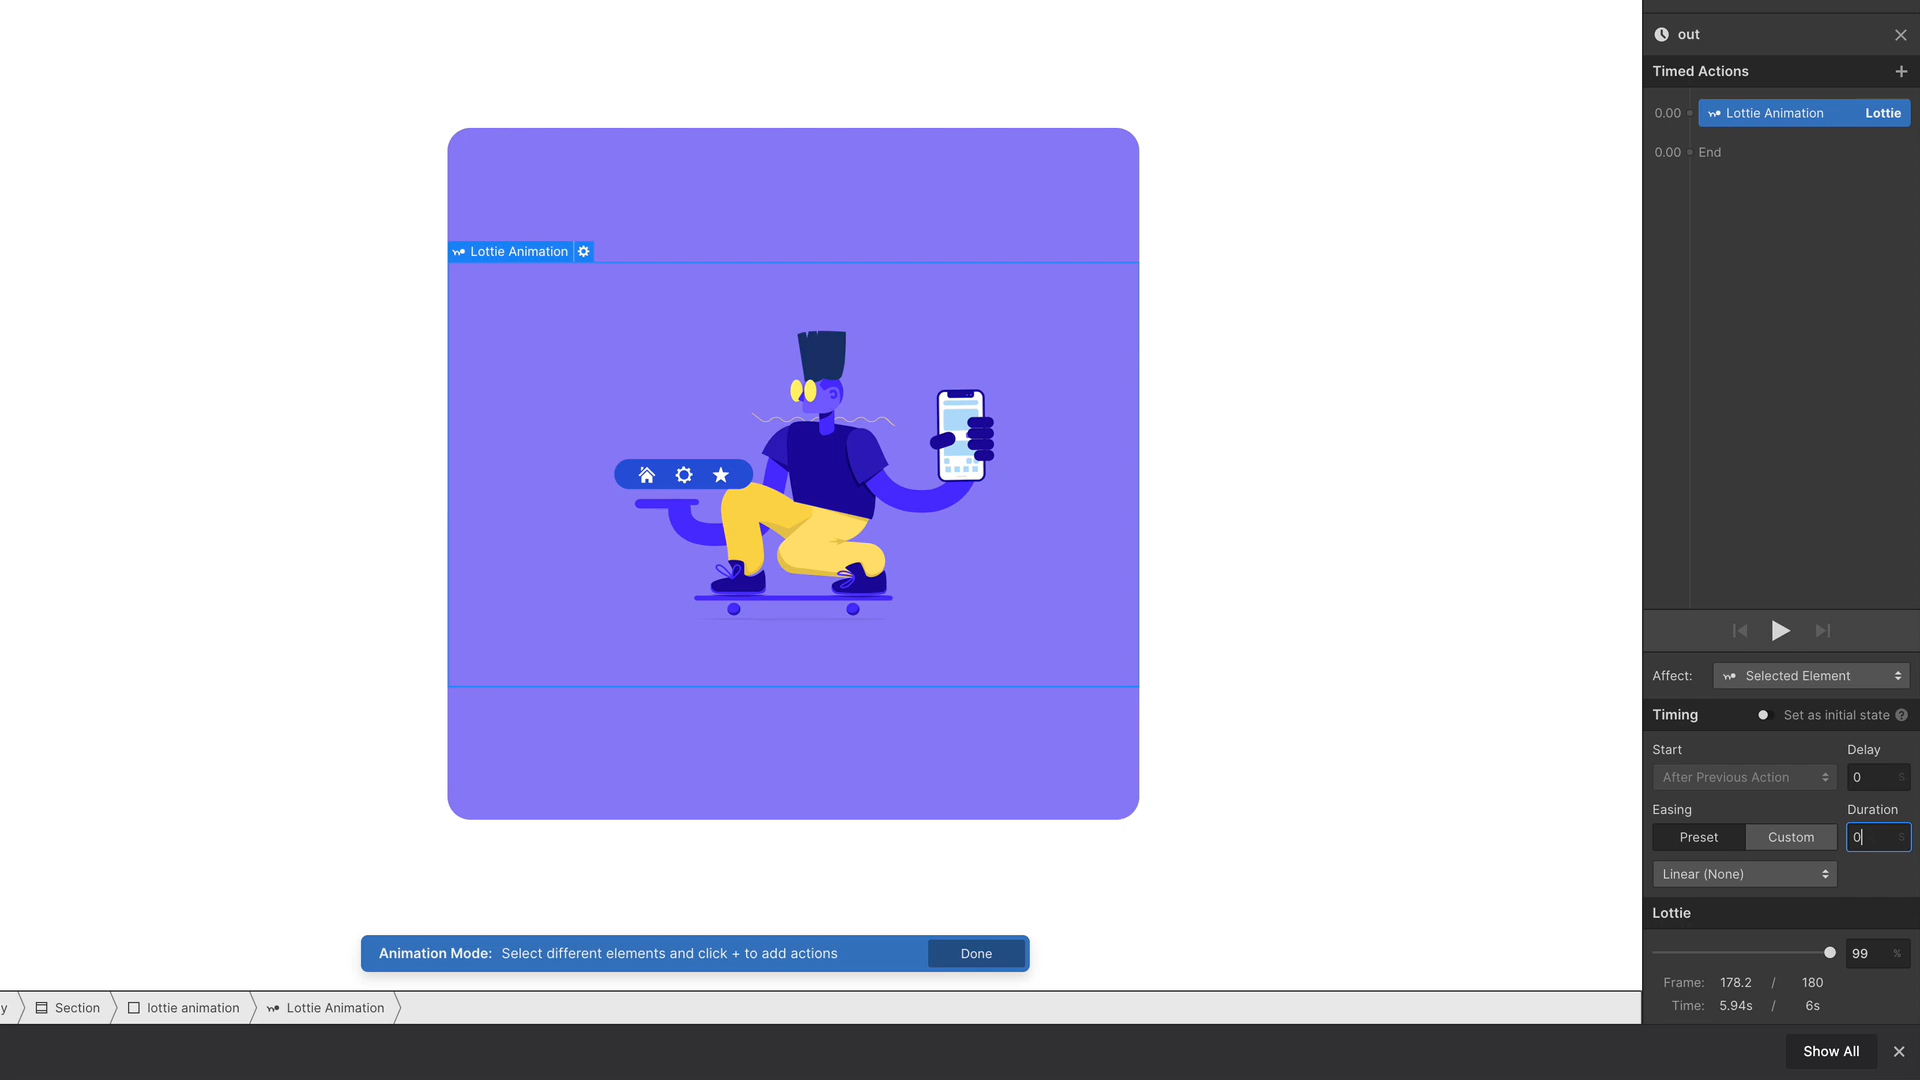 out
Timed Actions
0.00 Lottie Animation Lottie
0.00 End
Lottie Animation
Affect: Selected Element
Timing Set as initial state ?
Start Delay
After Previous Action 0 S
Easing Duration
Preset Custom 0 S
Linear (None)
Lottie
99 %
Frame: 178.2 / 180
Time: 5.94s / 6s
Animation Mode: Select different elements and click + to add actions Done
y Section lottie animation Lottie Animation
Show All